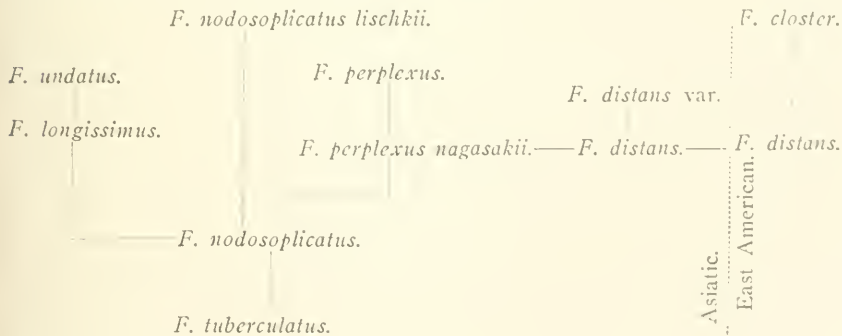 F. nodosoplicatus lischkii.
F. closter.
F. undatus.
F. perplexus.
F. distans var.
F. longissimus.
F. perplexus nagasakii.——F. distans.——F. distans.
F. nodosoplicatus.
Asiatic.
East American.
F. tuberculatus.